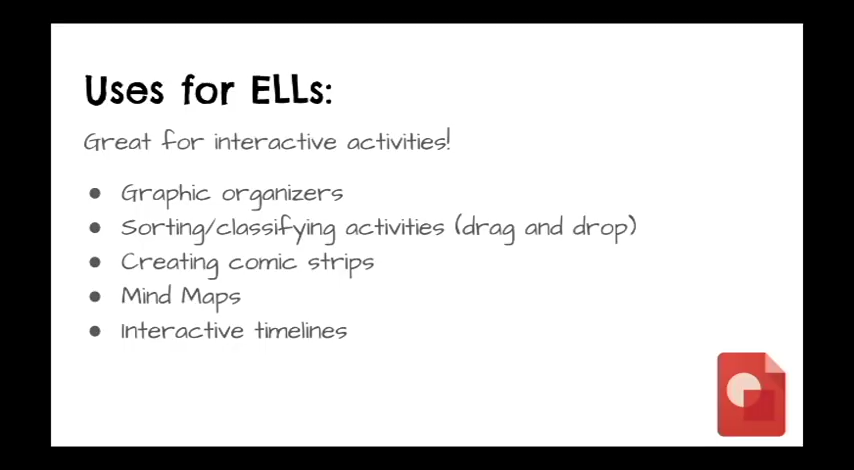 Uses for ELLs:
Great for interactive activities!
● Graphic organizers
● Sorting/classifying activities (drag and drop)
● Creating comic strips
● Mind Maps
● Interactive timelines